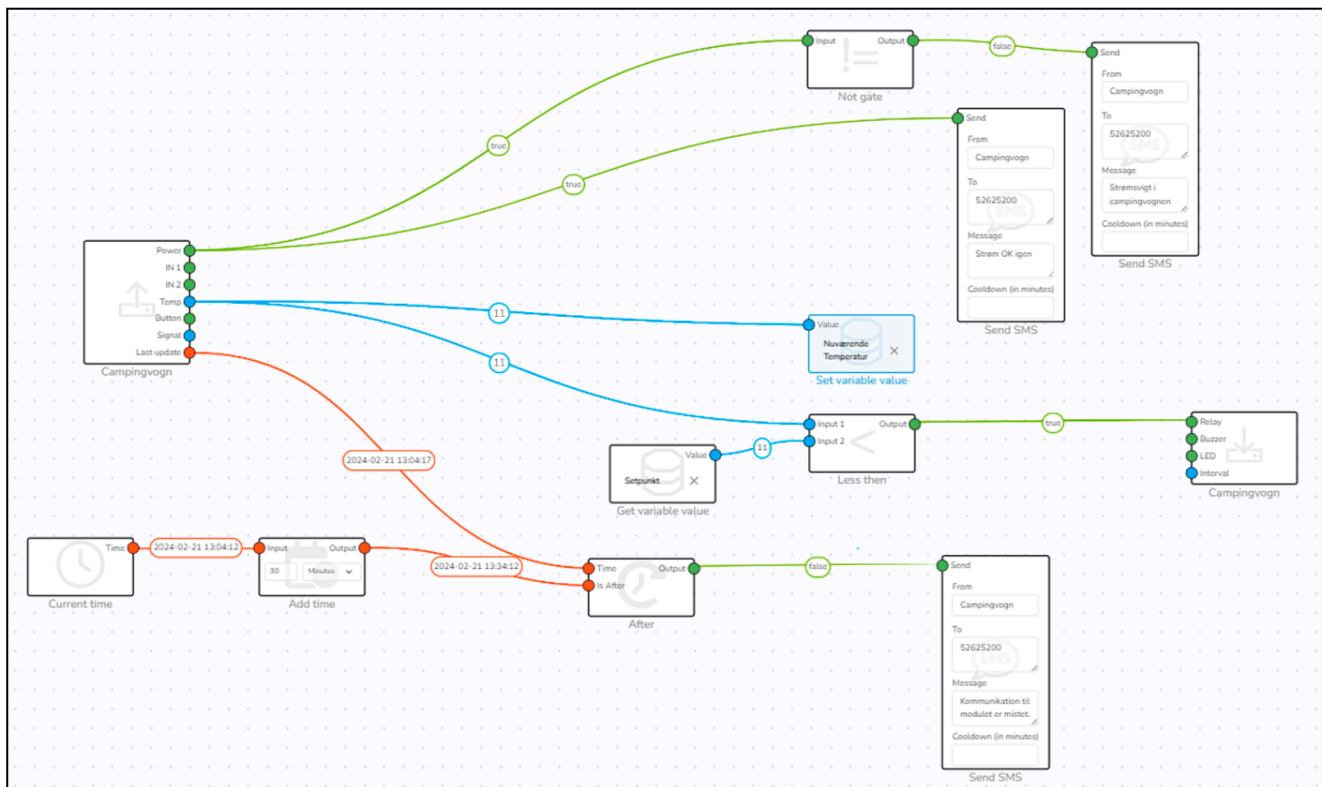 Input
Output
Not gate
false
Send
From
Campingvogn
To
52625200
SMS
Message
Strømsvigt i
campingvognen
Cooldown (in minutes)
Send SMS
true
true
Send
From
Campingvogn
To
52625200
SMS
Message
Strøm OK igen
Cooldown (in minutes)
Send SMS
Power
IN 1
IN 2
Temp
Button
Signal
Last update
Campingvogn
11
11
Value
Nuværende
Temperatur
Set variable value
Input 1
Input 2
Output
Less then
true
Relay
Buzzer
LED
Interval
Campingvogn
Value
11
Setpunkt
Get variable value
2024-02-21 13:04:17
Time
Current time
2024-02-21 13:04:12
Input
Output
30
Minutes
Add time
2024-02-21 13:34:12
Time
Is After
Output
After
false
Send
From
Campingvogn
To
52625200
SMS
Message
Kommunikation til
modulet er mistet.
Cooldown (in minutes)
Send SMS